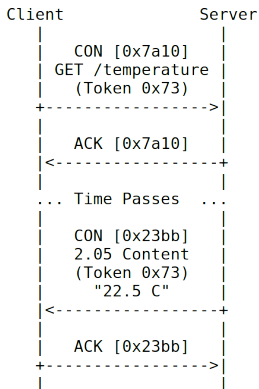 Client Server
CON [0x7a10]
GET /temperature
(Token 0x73)
ACK [0x7a10]
... Time Passes ...
CON [0x23bb]
2.05 Content
(Token 0x73)
"22.5 C"
ACK [0x23bb]